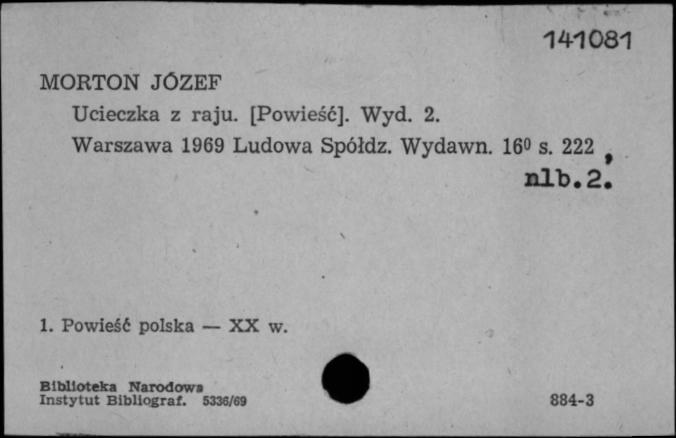 141081
MORTON JÓZEF
Ucieczka z raju. [Powieść]. Wyd. 2.
Warszawa 1969 Ludowa Spółdz. Wydawn. 16⁰ s. 222 ,
nlb.2.
1. Powieść polska — XX w.
Biblioteka Narodowa
Instytut Bibliograf. 5336/69
884-3